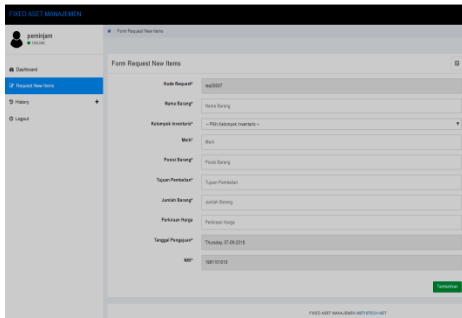 FIXED ASET MANAJEMEN
peminjam
ONLINE
Form Request New Items
Dashboard
Request New Items
History +
Logout
Form Request New Items
Kode Request*
Nama Barang* Nama Barang
Kelompok Inventaris* -- Pilih Kelompok Inventaris --
Merk* Merk
Posisi Barang* Posisi Barang
Tujuan Pembelian* Tujuan Pembelian
Jumlah Barang* Jumlah Barang
Perkiraan Harga Perkiraan Harga
Tanggal Pengajuan* Thursday, 07-06-2018
NIK*
Tambahkan
FIXED ASET MANAJEMEN